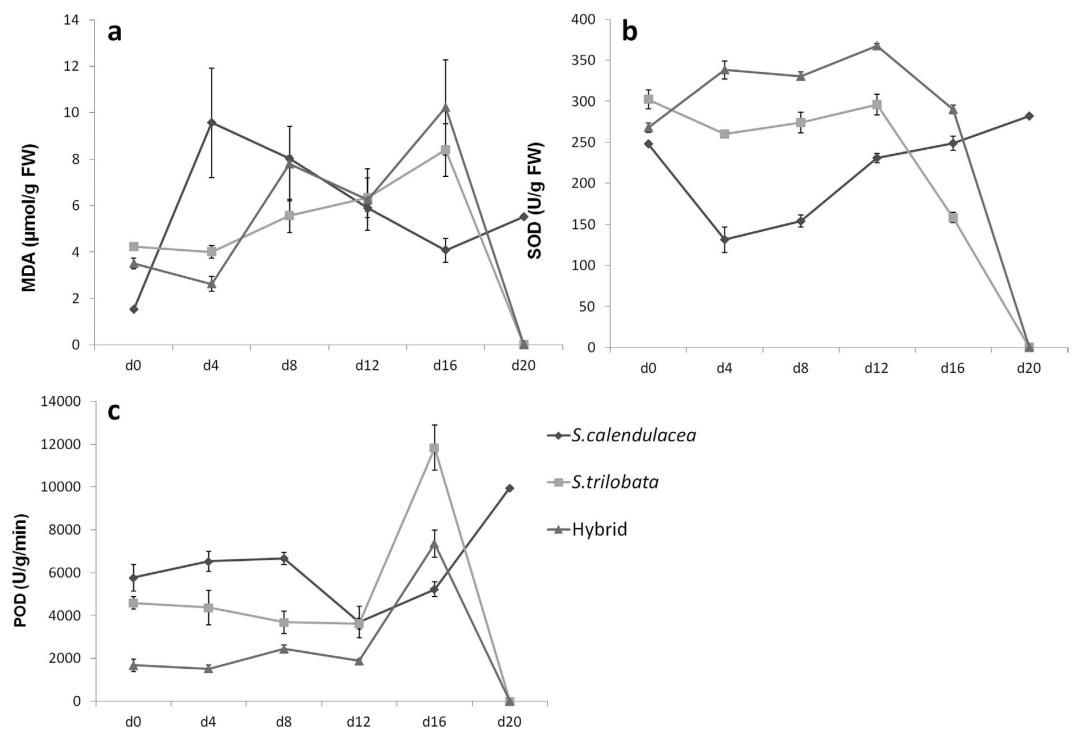 a
MDA (µmol/g FW)
14
12
10
8
6
4
2
0
d0 d4 d8 d12 d16 d20
b
SOD (U/g FW)
400
350
300
250
200
150
100
50
0
d0 d4 d8 d12 d16 d20
c
POD (U/g/min)
14000
12000
10000
8000
6000
4000
2000
0
d0 d4 d8 d12 d16 d20
S.calendulacea
S.trilobata
Hybrid